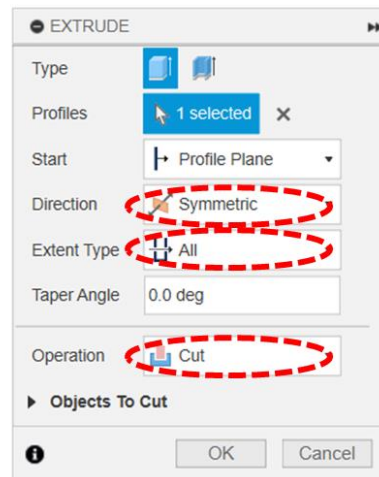 EXTRUDE
Type
Profiles 1 selected
Start Profile Plane
Direction Symmetric
Extent Type All
Taper Angle 0.0 deg
Operation Cut
Objects To Cut
OK Cancel